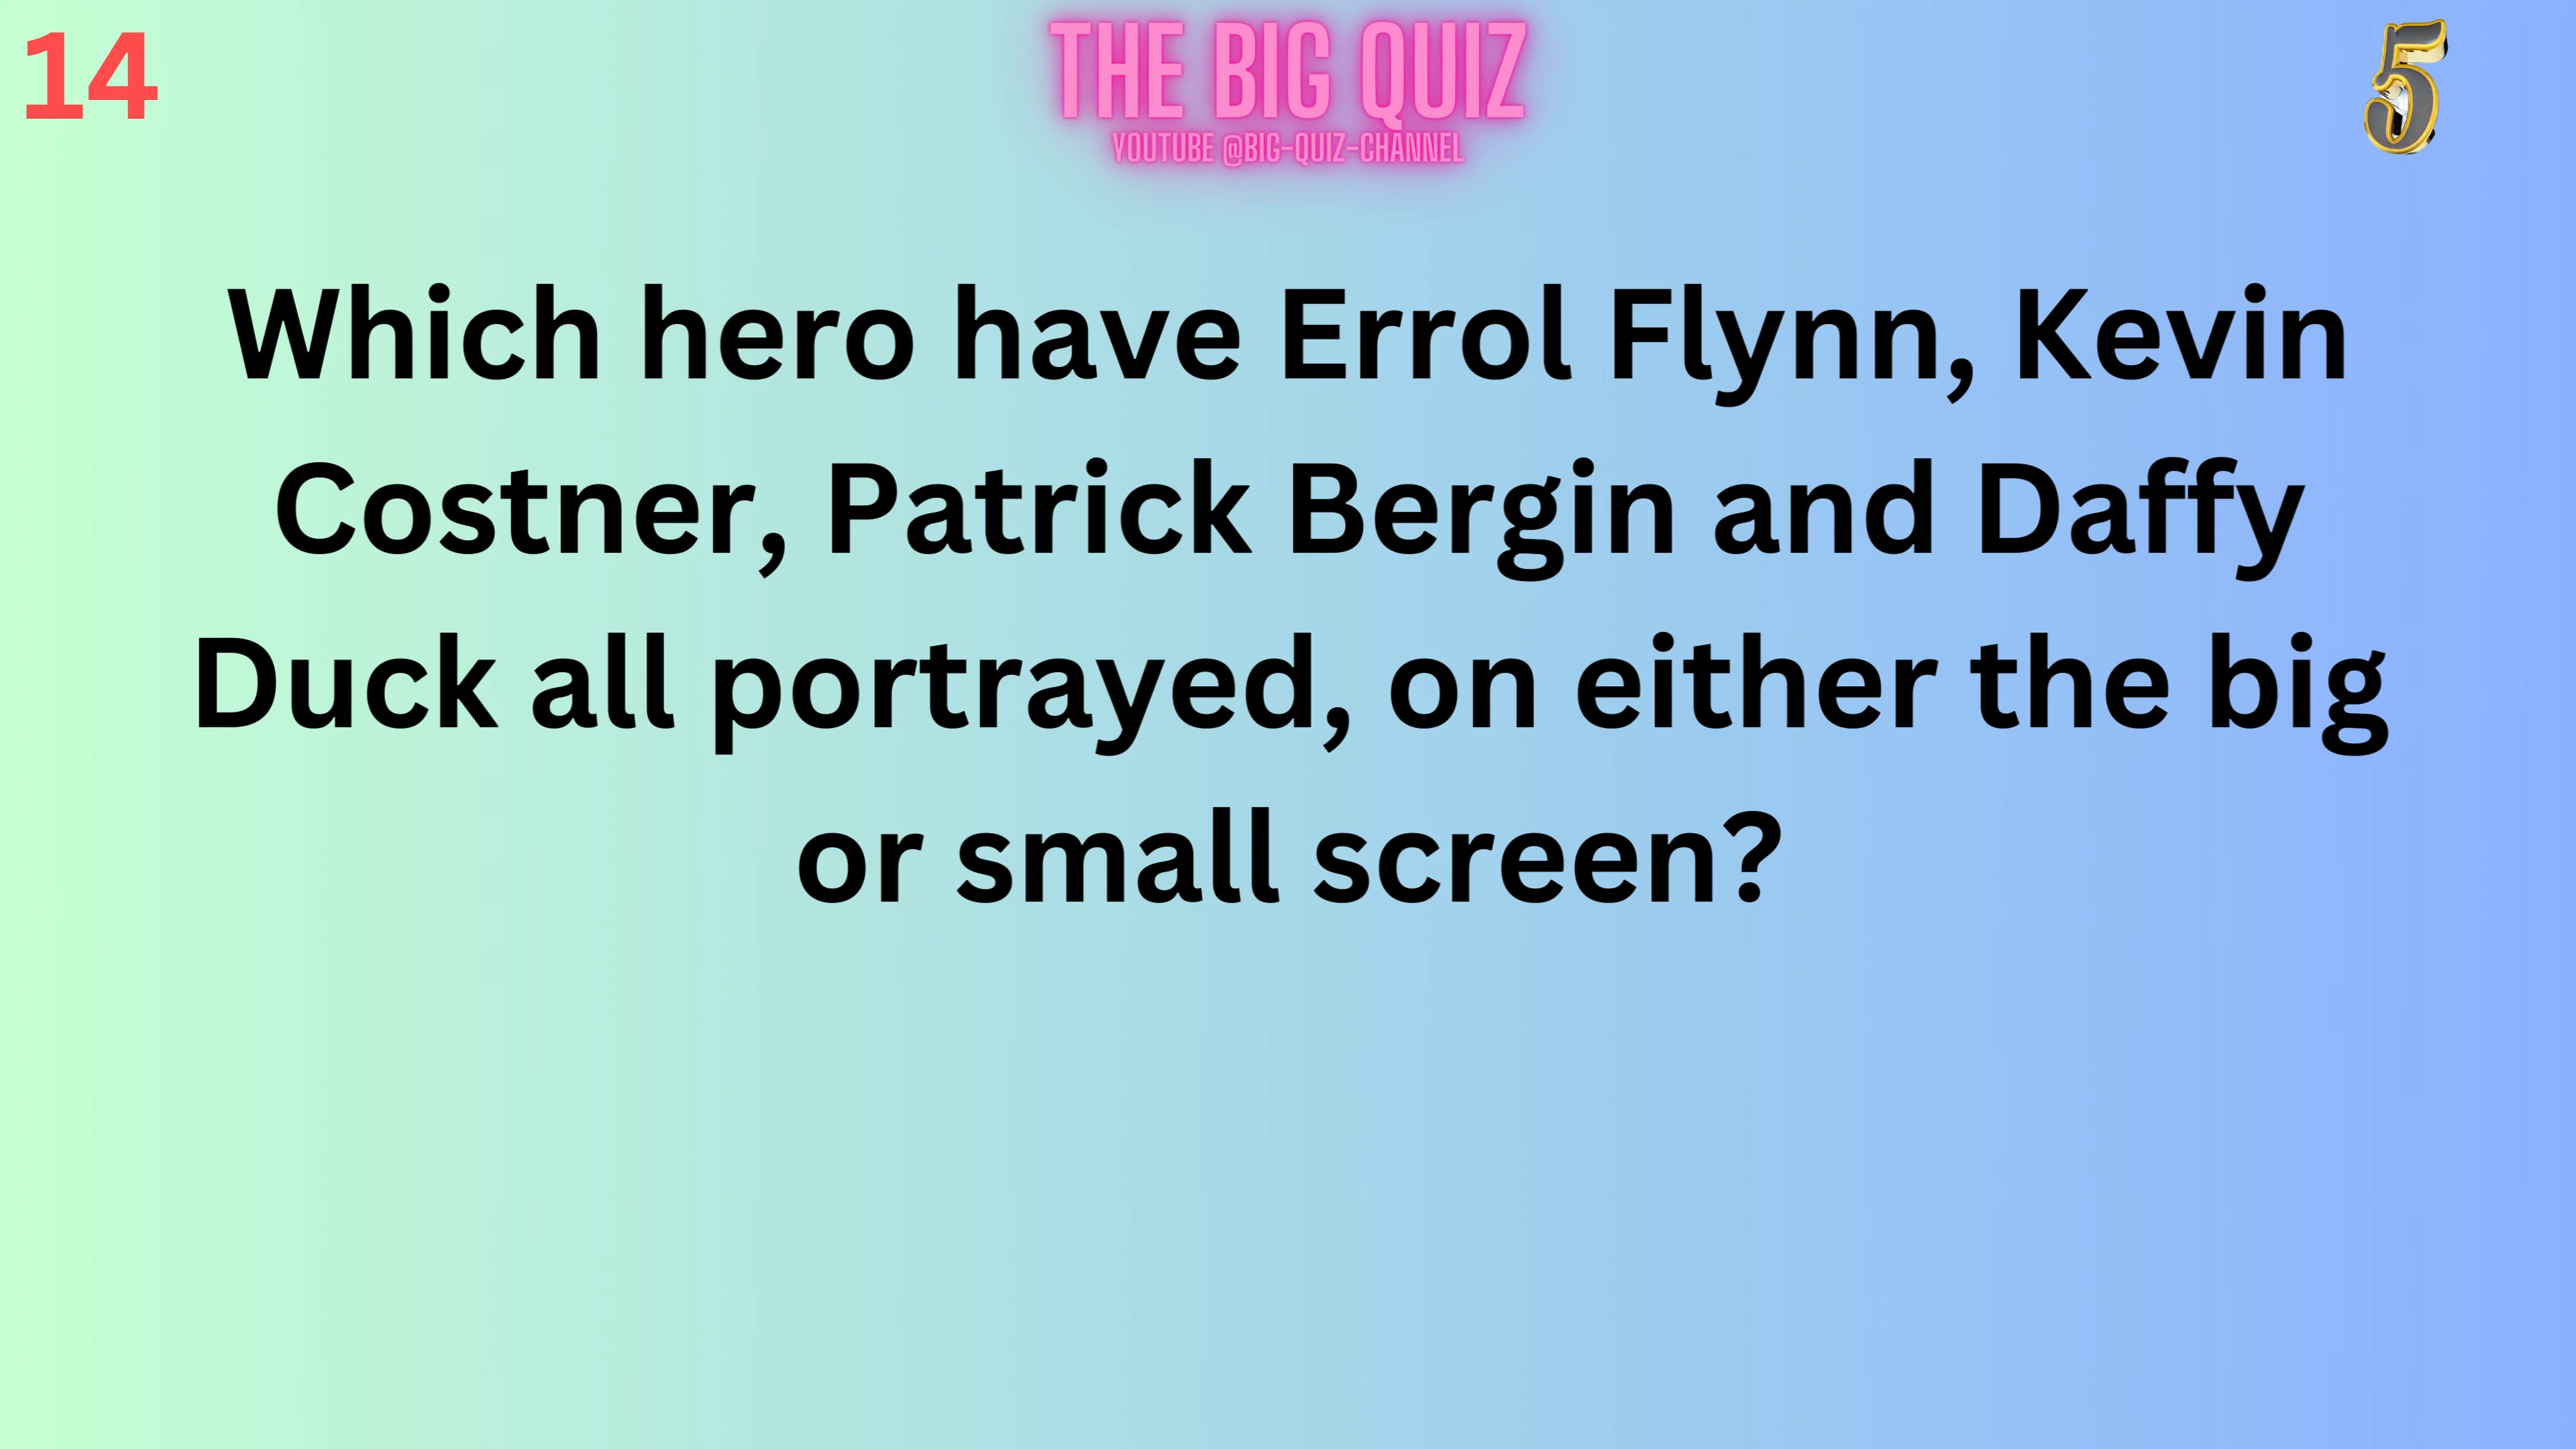 14
THE BIG QUIZ
YOUTUBE @BIG-QUIZ-CHANNEL
5
Which hero have Errol Flynn, Kevin
Costner, Patrick Bergin and Daffy
Duck all portrayed, on either the big
or small screen?